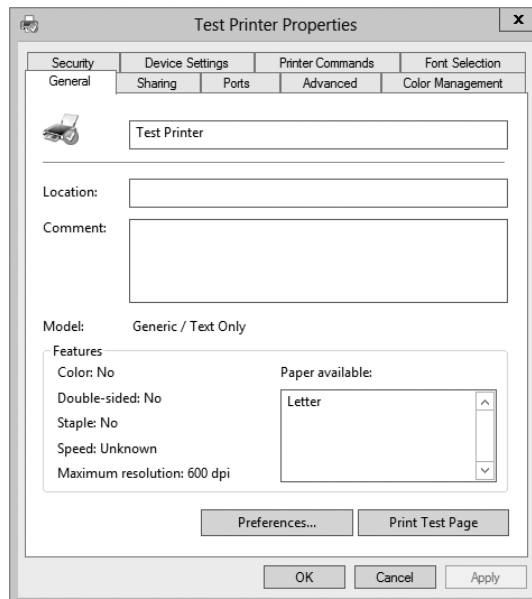 Test Printer Properties
x
Security Device Settings Printer Commands Font Selection
General Sharing Ports Advanced Color Management
Test Printer
Location:
Comment:
Model: Generic / Text Only
Features
Color: No
Paper available:
Double-sided: No
Letter
Staple: No
Speed: Unknown
Maximum resolution: 600 dpi
Preferences... Print Test Page
OK Cancel Apply